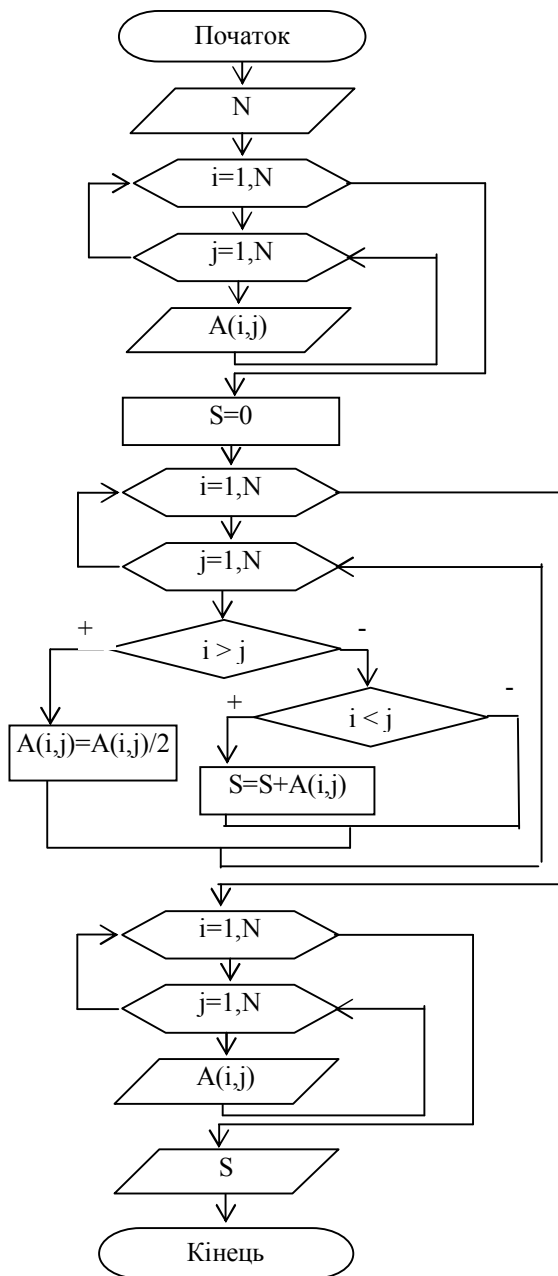 Початок
N
i=1,N
j=1,N
A(i,j)
S=0
i=1,N
j=1,N
+
-
i > j
+
-
i < j
A(i,j)=A(i,j)/2
S=S+A(i,j)
i=1,N
j=1,N
A(i,j)
S
Кінець